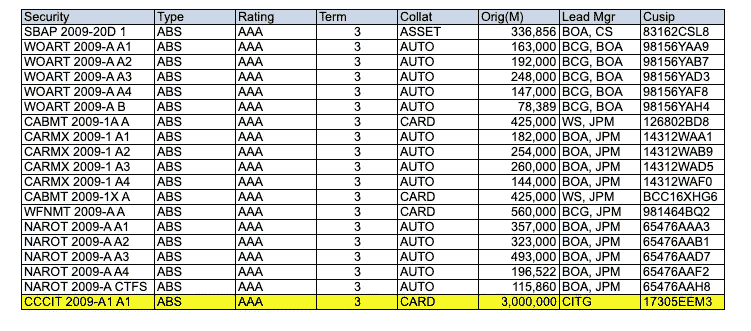 Security Type Rating Term Collat Orig(M) Lead Mgr Cusip
SBAP 2009-20D 1 ABS AAA 3 ASSET 336,856 BOA, CS 83162CSL8
WOART 2009-A A1 ABS AAA 3 AUTO 163,000 BCG, BOA 98156YAA9
WOART 2009-A A2 ABS AAA 3 AUTO 192,000 BCG, BOA 98156YAB7
WOART 2009-A A3 ABS AAA 3 AUTO 248,000 BCG, BOA 98156YAD3
WOART 2009-A A4 ABS AAA 3 AUTO 147,000 BCG, BOA 98156YAF8
WOART 2009-A B ABS AAA 3 AUTO 78,389 BCG, BOA 98156YAH4
CABMT 2009-1A A ABS AAA 3 CARD 425,000 WS, JPM 126802BD8
CARMX 2009-1 A1 ABS AAA 3 AUTO 182,000 BOA, JPM 14312WAA1
CARMX 2009-1 A2 ABS AAA 3 AUTO 254,000 BOA, JPM 14312WAB9
CARMX 2009-1 A3 ABS AAA 3 AUTO 260,000 BOA, JPM 14312WAD5
CARMX 2009-1 A4 ABS AAA 3 AUTO 144,000 BOA, JPM 14312WAF0
CABMT 2009-1X A ABS AAA 3 CARD 425,000 WS, JPM BCC16XHG6
WFNMT 2009-A A ABS AAA 3 CARD 560,000 BCG, JPM 981464BQ2
NAROT 2009-A A1 ABS AAA 3 AUTO 357,000 BOA, JPM 65476AAA3
NAROT 2009-A A2 ABS AAA 3 AUTO 323,000 BOA, JPM 65476AAB1
NAROT 2009-A A3 ABS AAA 3 AUTO 493,000 BOA, JPM 65476AAD7
NAROT 2009-A A4 ABS AAA 3 AUTO 196,522 BOA, JPM 65476AAF2
NAROT 2009-A CTFS ABS AAA 3 AUTO 115,860 BOA, JPM 65476AAH8
CCCIT 2009-A1 A1 ABS AAA 3 CARD 3,000,000 CITG 17305EEM3